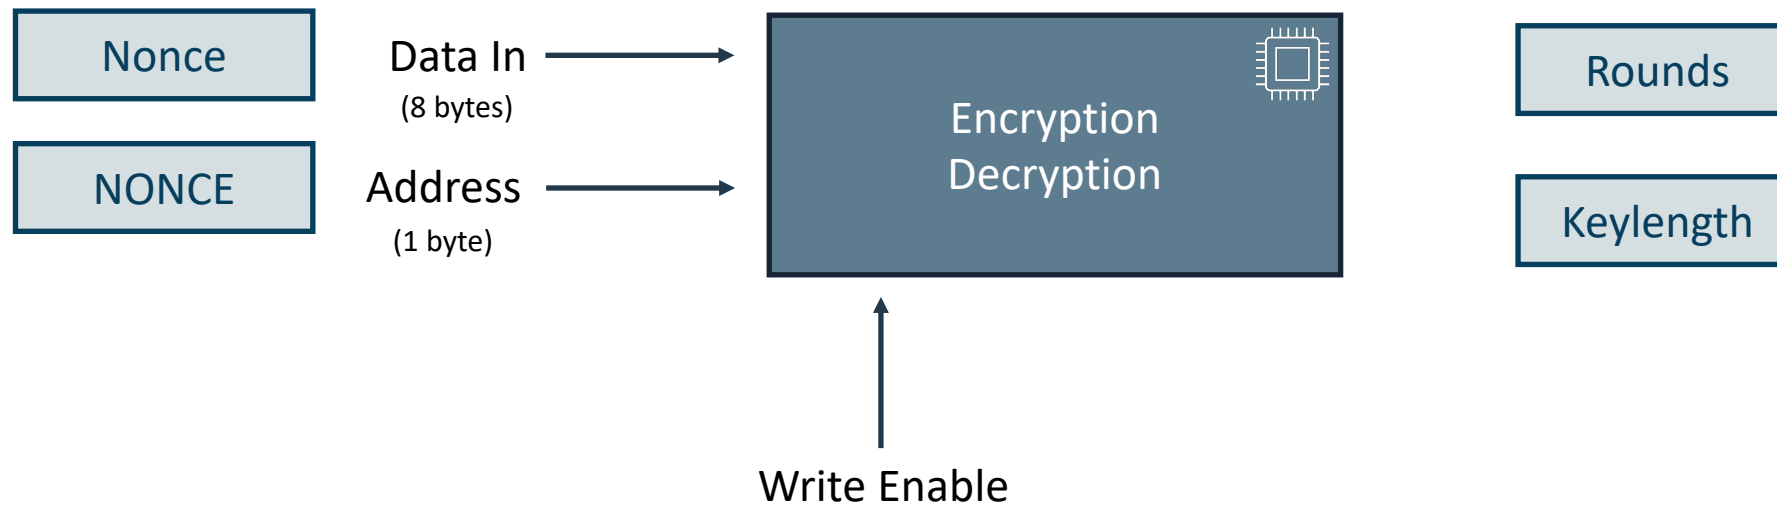 Nonce
Data In
(8 bytes)
NONCE
Address
(1 byte)
Encryption
Decryption
Rounds
Keylength
Write Enable